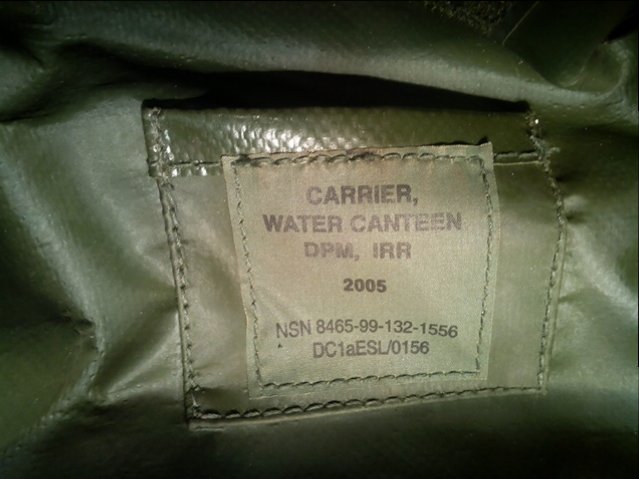 CARRIER,
WATER CANTEEN
DPM, IRR
2005
NSN 8465-99-132-1556
DC1aESL/0156